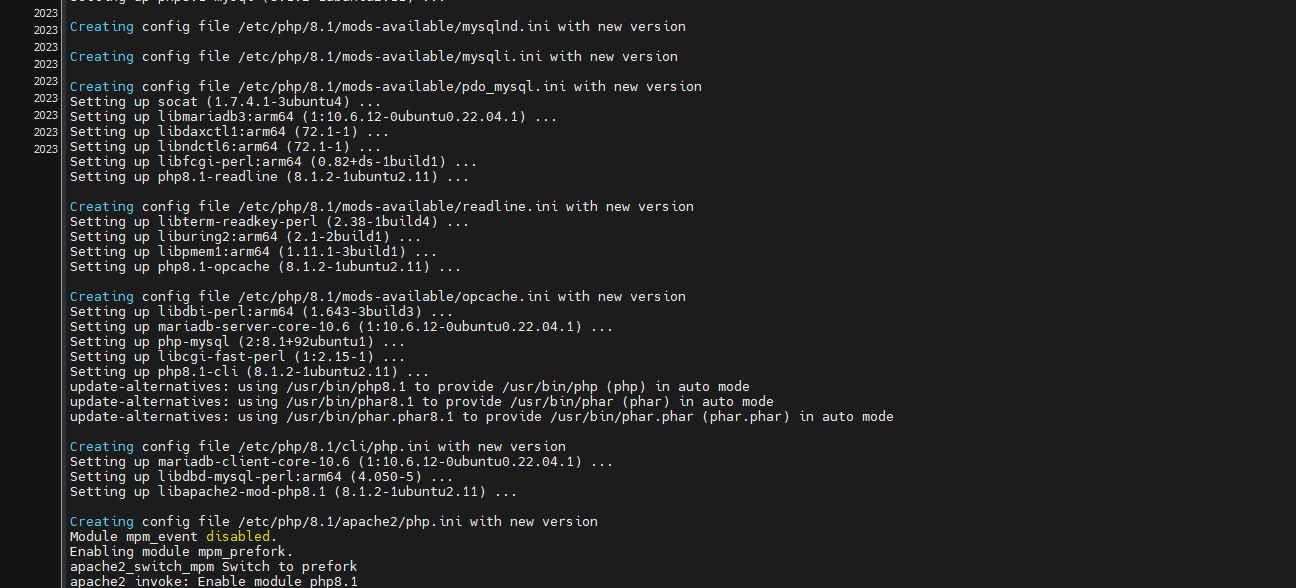 Setting up php8.1-mysql (8.1.2-1ubuntu2.11) ...
2023
Creating config file /etc/php/8.1/mods-available/mysqlnd.ini with new version
2023
2023
Creating config file /etc/php/8.1/mods-available/mysqli.ini with new version
2023
2023
Creating config file /etc/php/8.1/mods-available/pdo_mysql.ini with new version
2023
Setting up socat (1.7.4.1-3ubuntu4) ...
2023
Setting up libmariadb3:arm64 (1:10.6.12-0ubuntu0.22.04.1) ...
2023
Setting up libdaxctl1:arm64 (72.1-1) ...
2023
Setting up libndctl6:arm64 (72.1-1) ...
Setting up libfcgi-perl:arm64 (0.82+ds-1build1) ...
Setting up php8.1-readline (8.1.2-1ubuntu2.11) ...
Creating config file /etc/php/8.1/mods-available/readline.ini with new version
Setting up libterm-readkey-perl (2.38-1build4) ...
Setting up liburing2:arm64 (2.1-2build1) ...
Setting up libpmem1:arm64 (1.11.1-3build1) ...
Setting up php8.1-opcache (8.1.2-1ubuntu2.11) ...
Creating config file /etc/php/8.1/mods-available/opcache.ini with new version
Setting up libdbi-perl:arm64 (1.643-3build3) ...
Setting up mariadb-server-core-10.6 (1:10.6.12-0ubuntu0.22.04.1) ...
Setting up php-mysql (2:8.1+92ubuntu1) ...
Setting up libcgi-fast-perl (1:2.15-1) ...
Setting up php8.1-cli (8.1.2-1ubuntu2.11) ...
update-alternatives: using /usr/bin/php8.1 to provide /usr/bin/php (php) in auto mode
update-alternatives: using /usr/bin/phar8.1 to provide /usr/bin/phar (phar) in auto mode
update-alternatives: using /usr/bin/phar.phar8.1 to provide /usr/bin/phar.phar (phar.phar) in auto mode
Creating config file /etc/php/8.1/cli/php.ini with new version
Setting up mariadb-client-core-10.6 (1:10.6.12-0ubuntu0.22.04.1) ...
Setting up libdbd-mysql-perl:arm64 (4.050-5) ...
Setting up libapache2-mod-php8.1 (8.1.2-1ubuntu2.11) ...
Creating config file /etc/php/8.1/apache2/php.ini with new version
Module mpm_event disabled.
Enabling module mpm_prefork.
apache2_switch_mpm Switch to prefork
apache2_invoke: Enable module php8.1